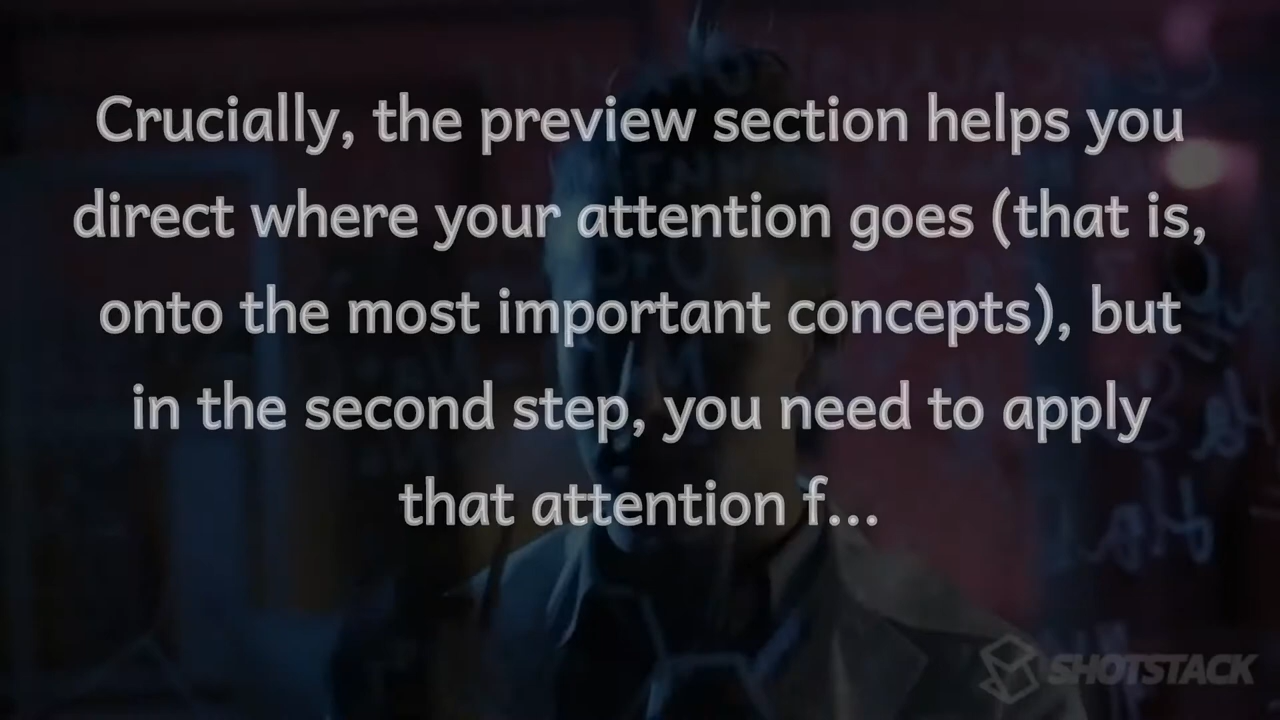 Crucially, the preview section helps you
direct where your attention goes (that is,
onto the most important concepts), but
in the second step, you need to apply
that attention f...
SHOTSTACK